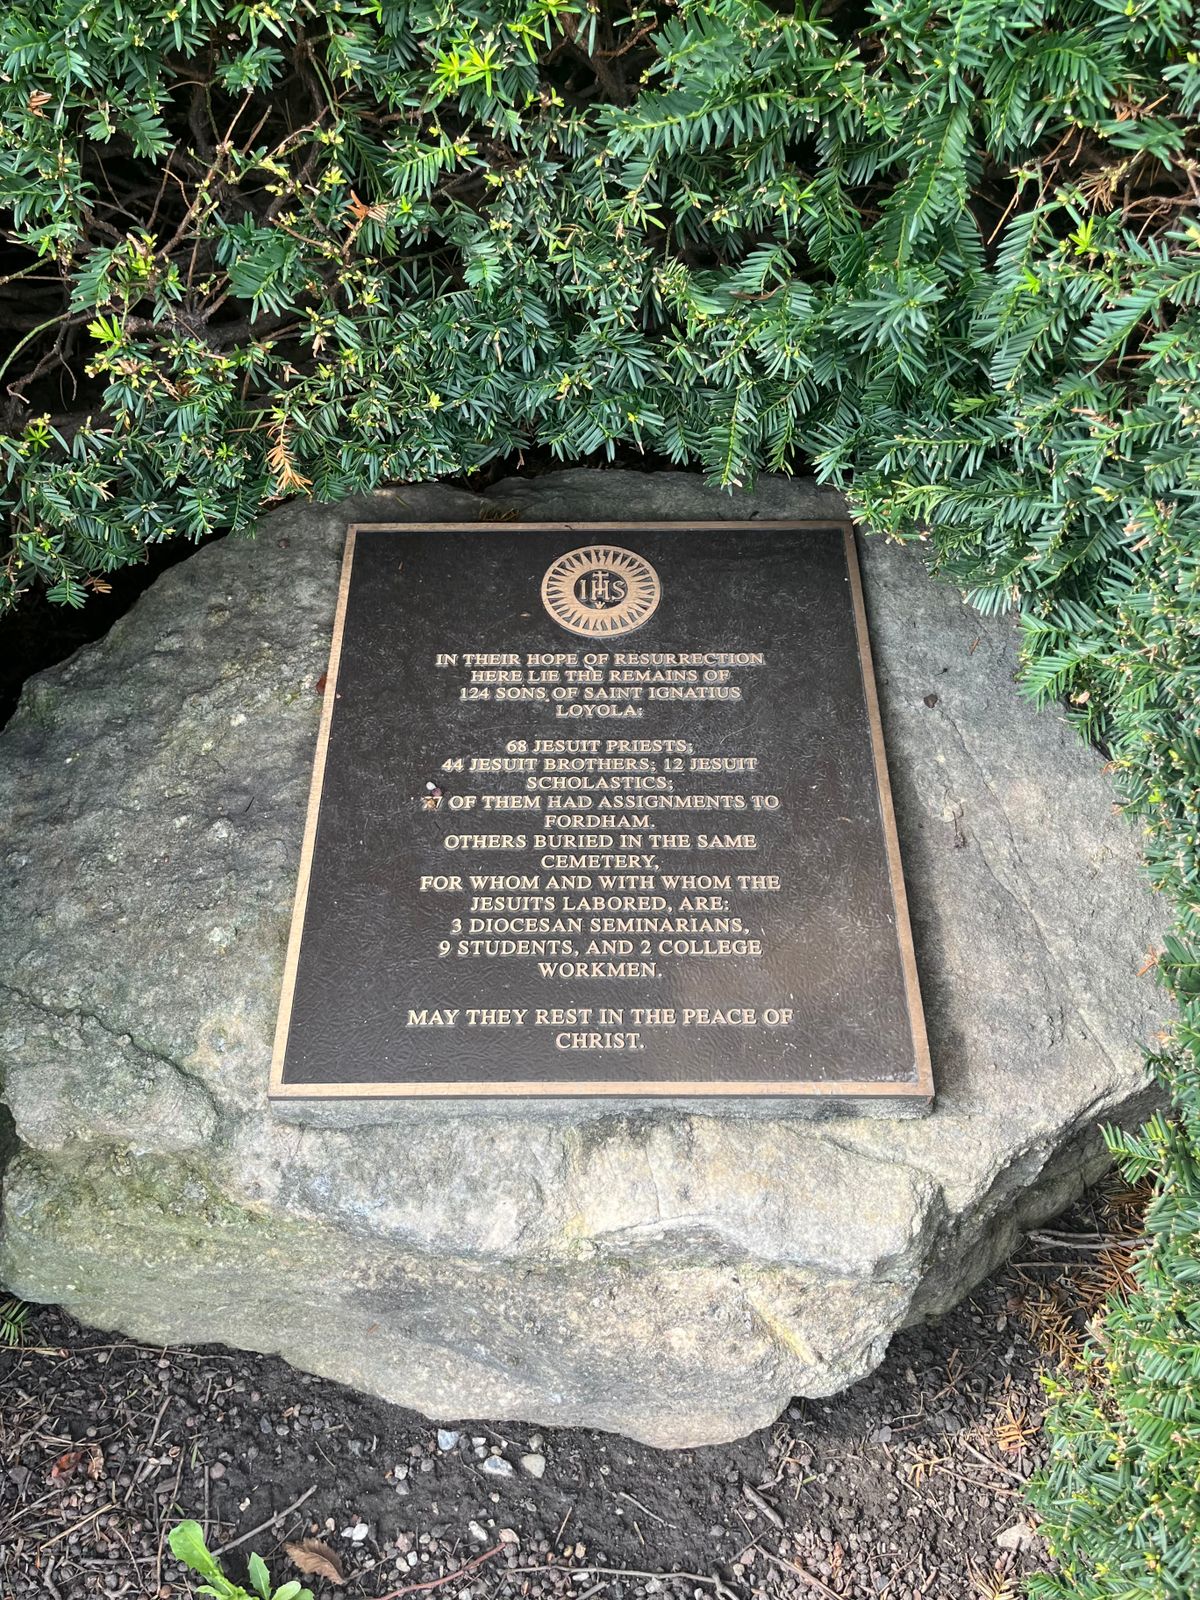 IHS
IN THEIR HOPE OF RESURRECTION
HERE LIE THE REMAINS OF
124 SONS OF SAINT IGNATIUS
LOYOLA:
68 JESUIT PRIESTS;
44 JESUIT BROTHERS; 12 JESUIT
SCHOLASTICS;
77 OF THEM HAD ASSIGNMENTS TO
FORDHAM.
OTHERS BURIED IN THE SAME
CEMETERY,
FOR WHOM AND WITH WHOM THE
JESUITS LABORED, ARE:
3 DIOCESAN SEMINARIANS,
9 STUDENTS, AND 2 COLLEGE
WORKMEN.
MAY THEY REST IN THE PEACE OF
CHRIST.